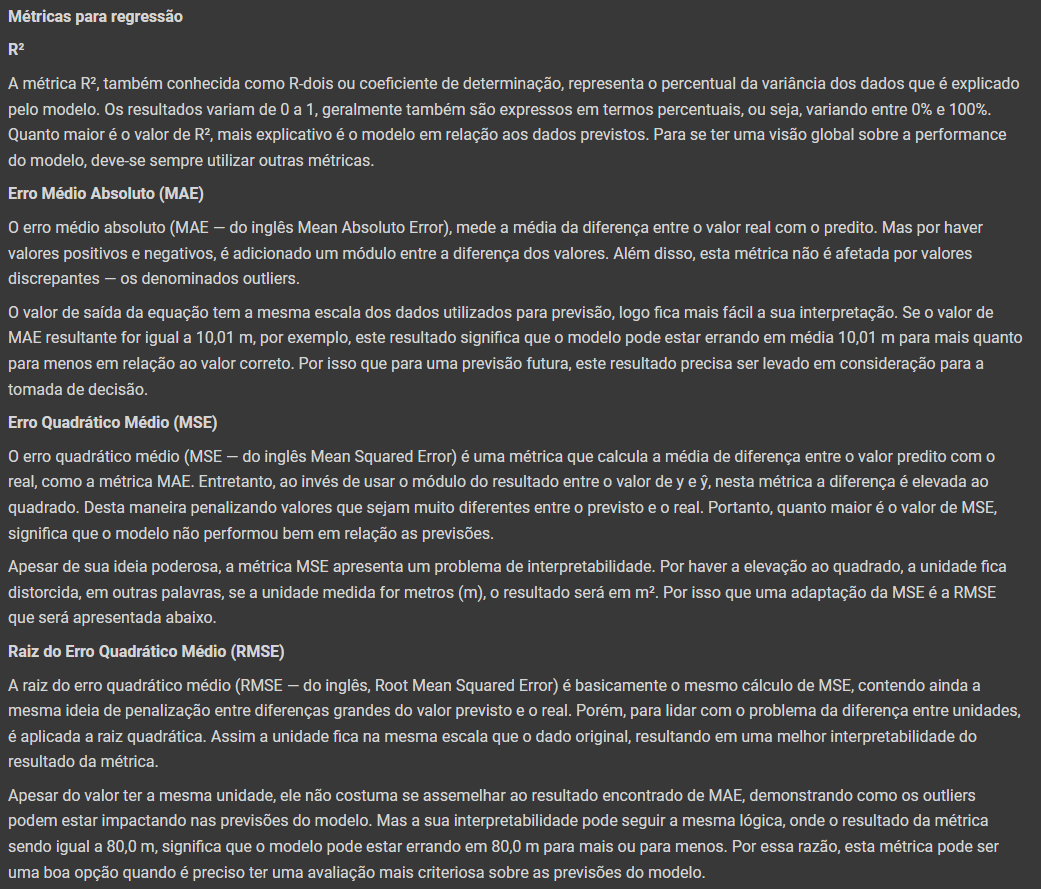 Métricas para regressão
R²
A métrica R², também conhecida como R-dois ou coeficiente de determinação, representa o percentual da variância dos dados que é explicado
pelo modelo. Os resultados variam de 0 a 1, geralmente também são expressos em termos percentuais, ou seja, variando entre 0% e 100%.
Quanto maior é o valor de R², mais explicativo é o modelo em relação aos dados previstos. Para se ter uma visão global sobre a performance
do modelo, deve-se sempre utilizar outras métricas.
Erro Médio Absoluto (MAE)
O erro médio absoluto (MAE — do inglês Mean Absolute Error), mede a média da diferença entre o valor real com o predito. Mas por haver
valores positivos e negativos, é adicionado um módulo entre a diferença dos valores. Além disso, esta métrica não é afetada por valores
discrepantes — os denominados outliers.
O valor de saída da equação tem a mesma escala dos dados utilizados para previsão, logo fica mais fácil a sua interpretação. Se o valor de
MAE resultante for igual a 10,01 m, por exemplo, este resultado significa que o modelo pode estar errando em média 10,01 m para mais quanto
para menos em relação ao valor correto. Por isso que para uma previsão futura, este resultado precisa ser levado em consideração para a
tomada de decisão.
Erro Quadrático Médio (MSE)
O erro quadrático médio (MSE — do inglês Mean Squared Error) é uma métrica que calcula a média de diferença entre o valor predito com o
real, como a métrica MAE. Entretanto, ao invés de usar o módulo do resultado entre o valor de y e ŷ, nesta métrica a diferença é elevada ao
quadrado. Desta maneira penalizando valores que sejam muito diferentes entre o previsto e o real. Portanto, quanto maior é o valor de MSE,
significa que o modelo não performou bem em relação as previsões.
Apesar de sua ideia poderosa, a métrica MSE apresenta um problema de interpretabilidade. Por haver a elevação ao quadrado, a unidade fica
distorcida, em outras palavras, se a unidade medida for metros (m), o resultado será em m². Por isso que uma adaptação da MSE é a RMSE
que será apresentada abaixo.
Raiz do Erro Quadrático Médio (RMSE)
A raiz do erro quadrático médio (RMSE — do inglês, Root Mean Squared Error) é basicamente o mesmo cálculo de MSE, contendo ainda a
mesma ideia de penalização entre diferenças grandes do valor previsto e o real. Porém, para lidar com o problema da diferença entre unidades,
é aplicada a raiz quadrática. Assim a unidade fica na mesma escala que o dado original, resultando em uma melhor interpretabilidade do
resultado da métrica.
Apesar do valor ter a mesma unidade, ele não costuma se assemelhar ao resultado encontrado de MAE, demonstrando como os outliers
podem estar impactando nas previsões do modelo. Mas a sua interpretabilidade pode seguir a mesma lógica, onde o resultado da métrica
sendo igual a 80,0 m, significa que o modelo pode estar errando em 80,0 m para mais ou para menos. Por essa razão, esta métrica pode ser
uma boa opção quando é preciso ter uma avaliação mais criteriosa sobre as previsões do modelo.